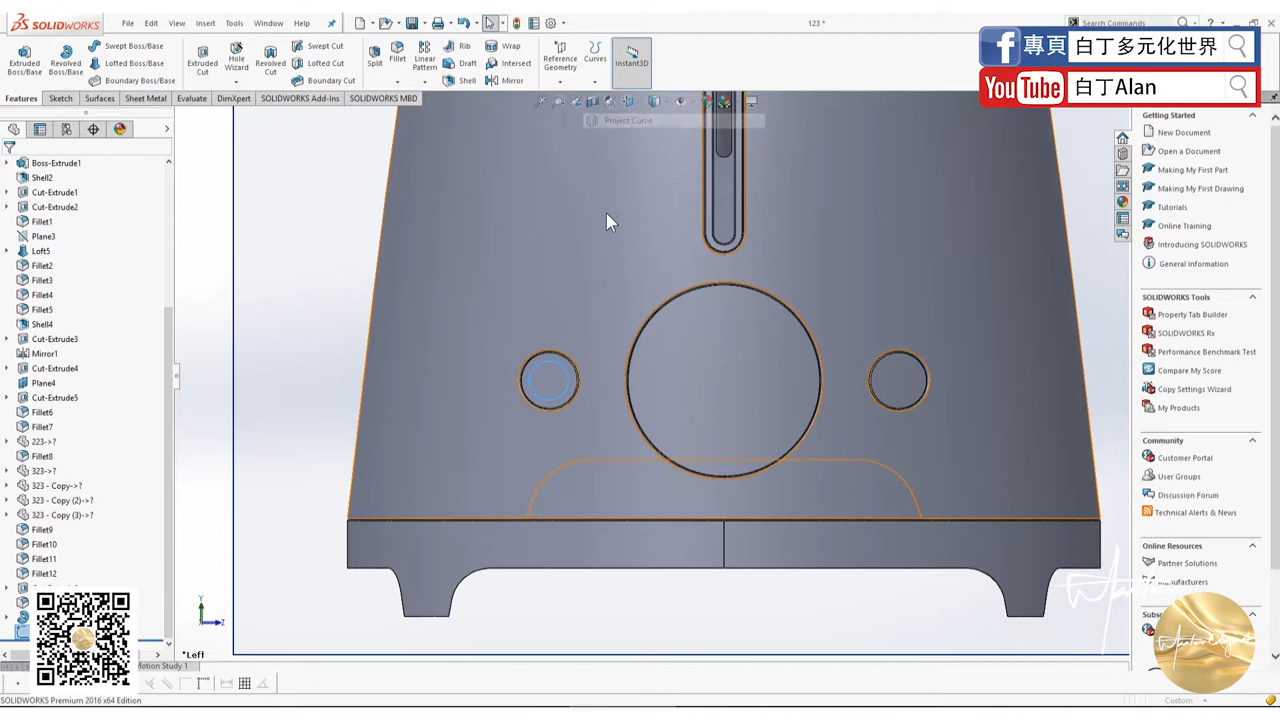 SOLIDWORKS
File Edit View Insert Tools Window Help
123 *
Search Commands
專頁 白丁多元化世界
YouTube 白丁Alan
Extruded Boss/Base
Revolved Boss/Base
Swept Boss/Base
Lofted Boss/Base
Boundary Boss/Base
Extruded Cut
Hole Wizard
Revolved Cut
Swept Cut
Lofted Cut
Boundary Cut
Split
Fillet
Linear Pattern
Rib
Draft
Shell
Wrap
Intersect
Mirror
Reference Geometry
Curves
Instant3D
Features Sketch Surfaces Sheet Metal Evaluate DimXpert SOLIDWORKS Add-Ins SOLIDWORKS MBD
Project Curve
Boss-Extrude1
Shell2
Cut-Extrude1
Cut-Extrude2
Fillet1
Plane3
Loft5
Fillet2
Fillet3
Fillet4
Fillet5
Shell4
Cut-Extrude3
Mirror1
Cut-Extrude4
Plane4
Cut-Extrude5
Fillet6
Fillet7
223->?
Fillet8
323->?
323 - Copy->?
323 - Copy (2)->?
323 - Copy (3)->?
Fillet9
Fillet10
Fillet11
Fillet12
Y
Z
*Left
Motion Study 1
SOLIDWORKS Premium 2016 x64 Edition
Custom
Getting Started
New Document
Open a Document
Making My First Part
Making My First Drawing
Tutorials
Online Training
Introducing SOLIDWORKS
General Information
SOLIDWORKS Tools
Property Tab Builder
SOLIDWORKS Rx
Performance Benchmark Test
Compare My Score
Copy Settings Wizard
My Products
Community
Customer Portal
User Groups
Discussion Forum
Technical Alerts & News
Online Resources
Partner Solutions